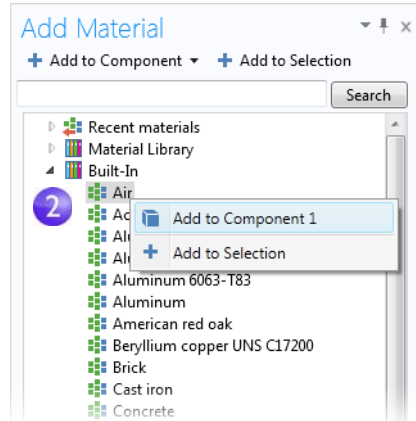 Add Material
Add to Component
Add to Selection
Search
Recent materials
Material Library
Built-In
Air
2
Add to Component 1
Add to Selection
Aluminum 6063-T83
Aluminum
American red oak
Beryllium copper UNS C17200
Brick
Cast iron
Concrete